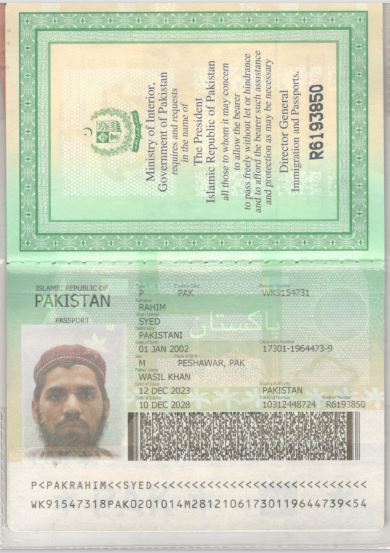 Ministry of Interior,
Government of Pakistan
requires and requests
in the name of
The President
Islamic Republic of Pakistan
all those to whom it may concern
to allow the bearer
to pass freely without let or hindrance
and to afford the bearer such assistance
and protection as may be necessary
Director General
Immigration and Passports.
R6193850
ISLAMIC REPUBLIC OF
PAKISTAN
PASSPORT
پاکستان
P PAK WK9154731
RAHIM
SYED
PAKISTANI
01 JAN 2002 17301-1964473-9
M PESHAWAR, PAK
WASIL KHAN
12 DEC 2023 PAKISTAN
10 DEC 2028 10312448724 R6193850
P<PAKRAHIM<<SYED<<<<<<<<<<<<<<<<<<<<<<<<<<<<
WK91547318PAK0201014M28121061730119644739<54